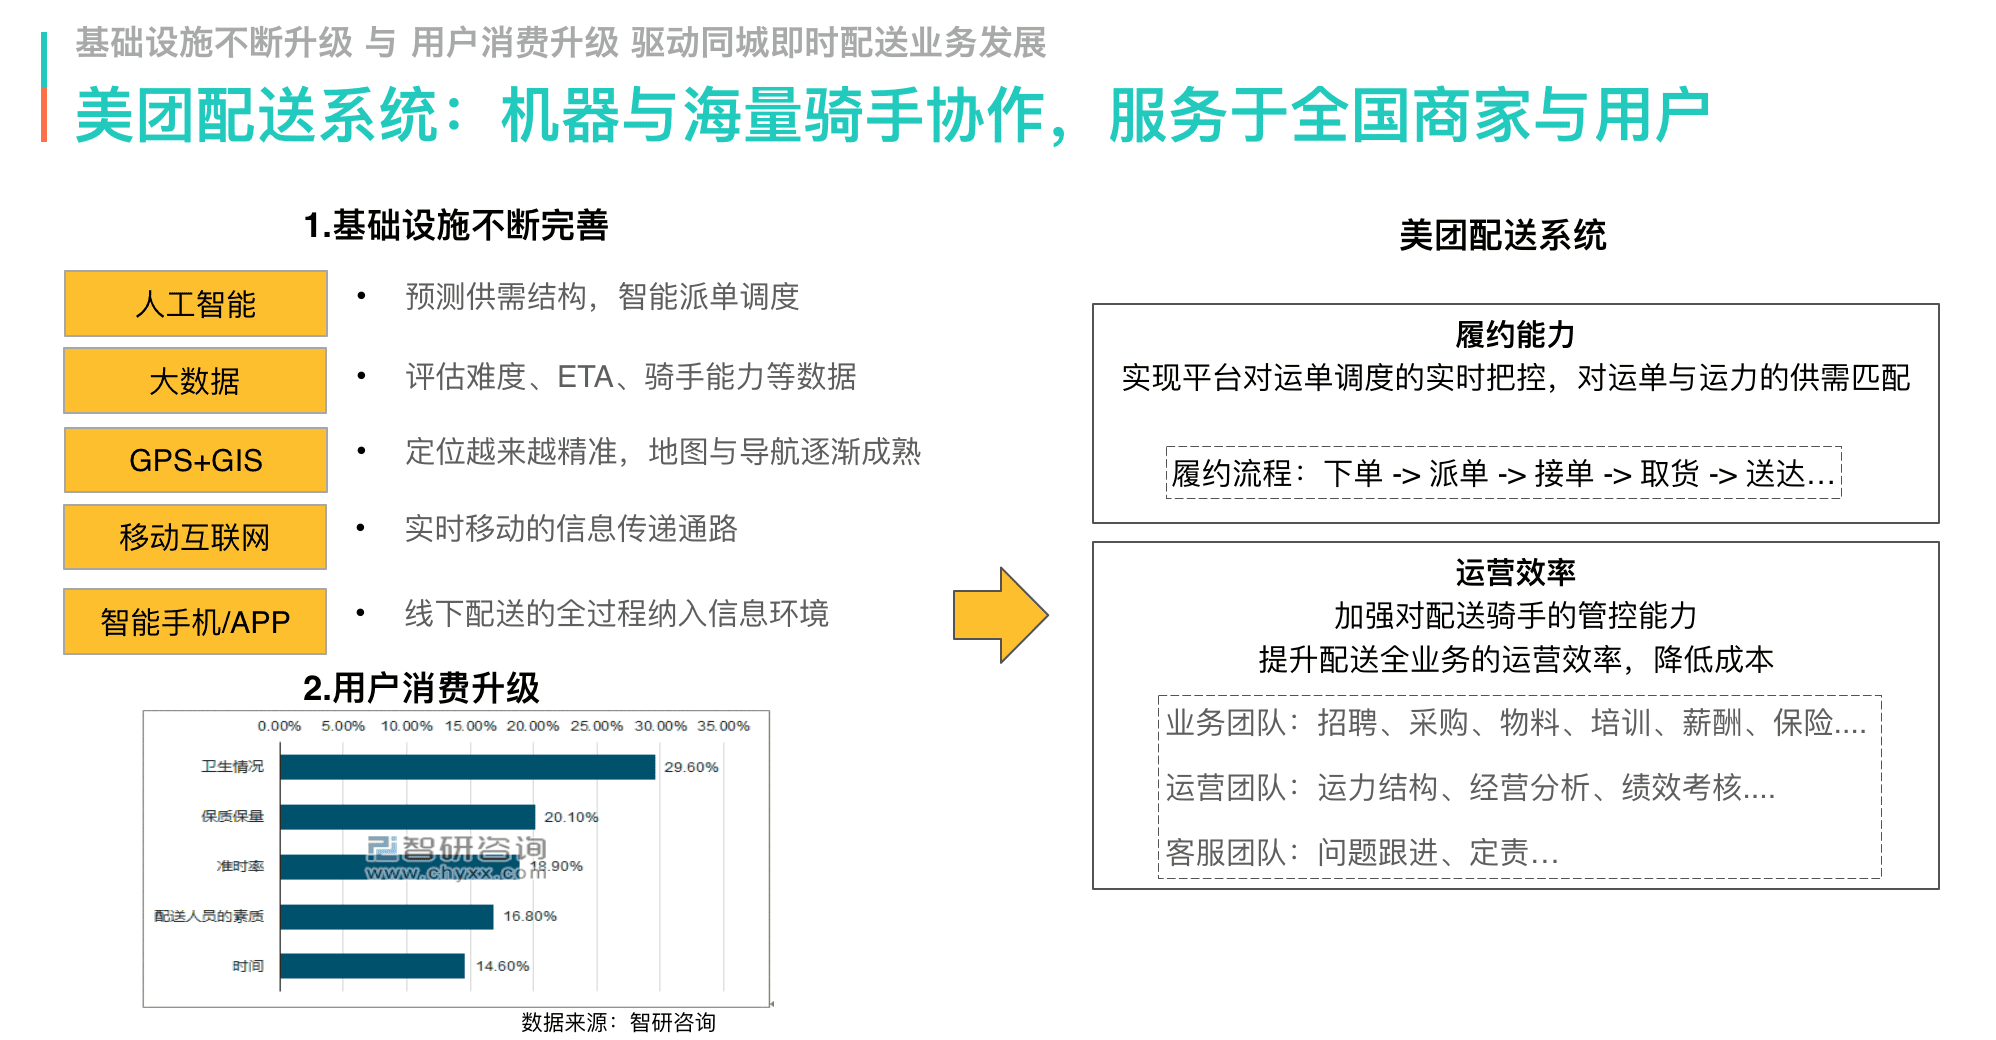 基础设施不断升级 与 用户消费升级 驱动同城即时配送业务发展
美团配送系统：机器与海量骑手协作，服务于全国商家与用户
1.基础设施不断完善
人工智能
• 预测供需结构，智能派单调度
大数据
• 评估难度、ETA、骑手能力等数据
GPS+GIS
• 定位越来越精准，地图与导航逐渐成熟
移动互联网
• 实时移动的信息传递通路
智能手机/APP
• 线下配送的全过程纳入信息环境
2.用户消费升级
0.00% 5.00% 10.00% 15.00% 20.00% 25.00% 30.00% 35.00%
卫生情况 29.60%
保质保量 20.10%
准时率 18.90%
配送人员的素质 16.80%
时间 14.60%
智研咨询
www.chyxx.com
数据来源：智研咨询
美团配送系统
履约能力
实现平台对运单调度的实时把控，对运单与运力的供需匹配
履约流程：下单 -> 派单 -> 接单 -> 取货 -> 送达...
运营效率
加强对配送骑手的管控能力
提升配送全业务的运营效率，降低成本
业务团队：招聘、采购、物料、培训、薪酬、保险....
运营团队：运力结构、经营分析、绩效考核....
客服团队：问题跟进、定责...